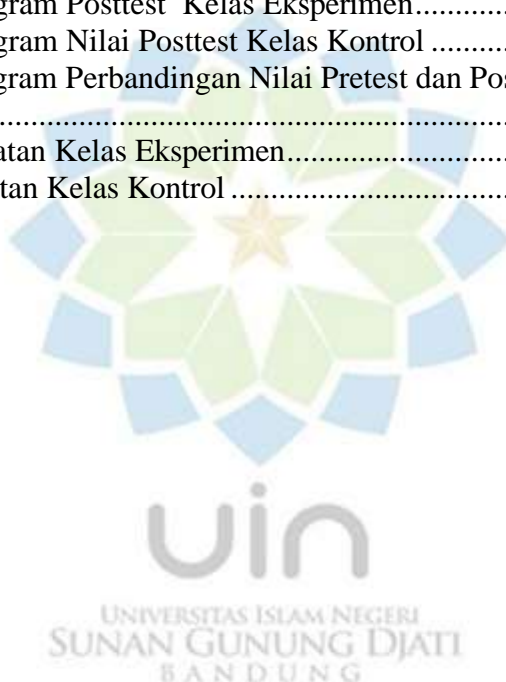 gram Posttest Kelas Eksperimen..............
gram Nilai Posttest Kelas Kontrol ............
gram Perbandingan Nilai Pretest dan Pos
................................................................
atan Kelas Eksperimen............................
tan Kelas Kontrol ...................................
uin
UNIVERSITAS ISLAM NEGERI
SUNAN GUNUNG DJATI
BANDUNG